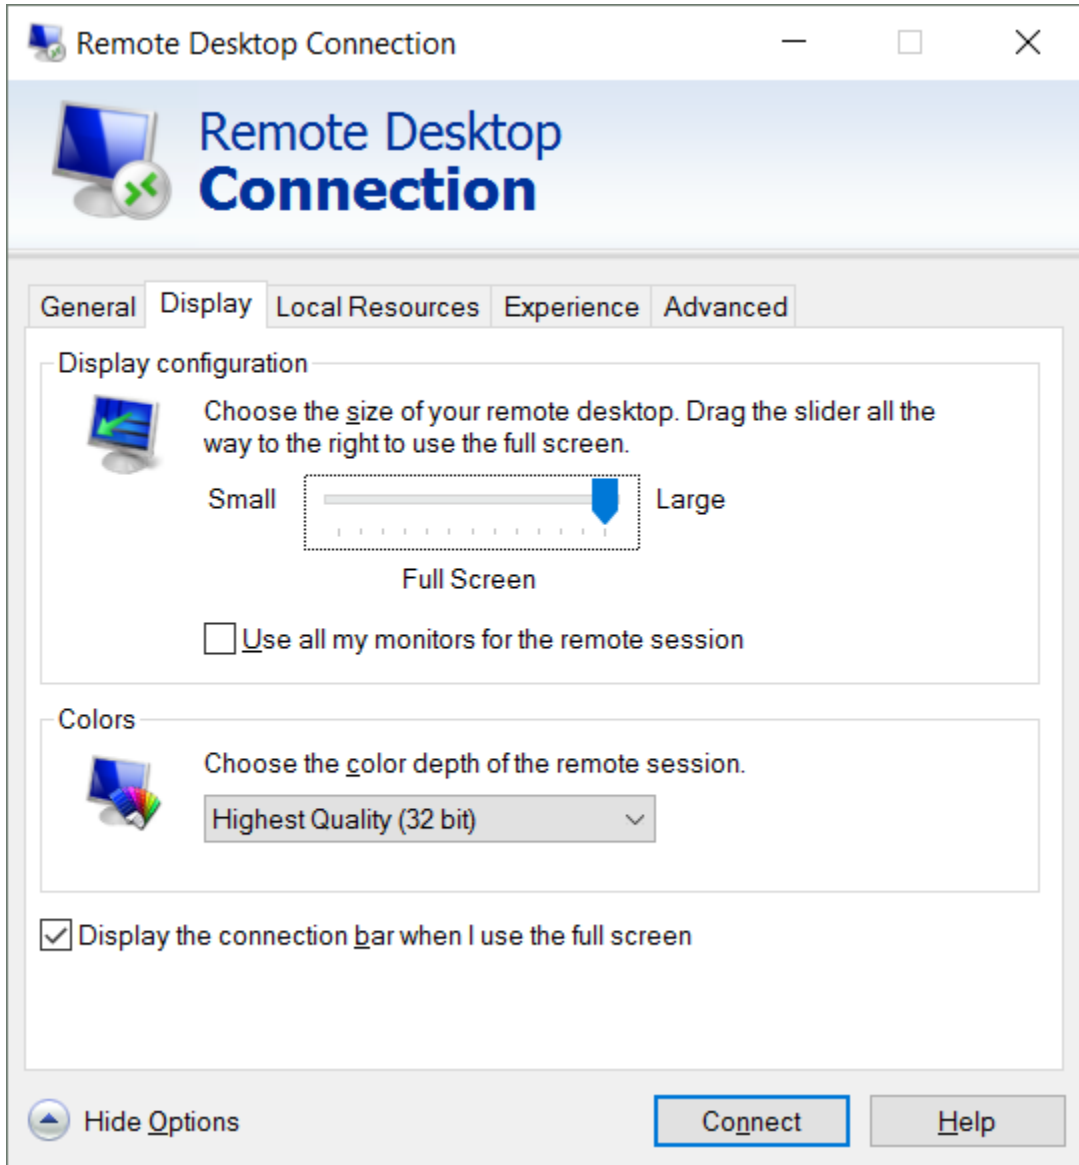 Remote Desktop Connection
Remote Desktop
Connection
General Display Local Resources Experience Advanced
Display configuration
Choose the size of your remote desktop. Drag the slider all the
way to the right to use the full screen.
Small Large
Full Screen
Use all my monitors for the remote session
Colors
Choose the color depth of the remote session.
Highest Quality (32 bit)
Display the connection bar when I use the full screen
Hide Options Connect Help